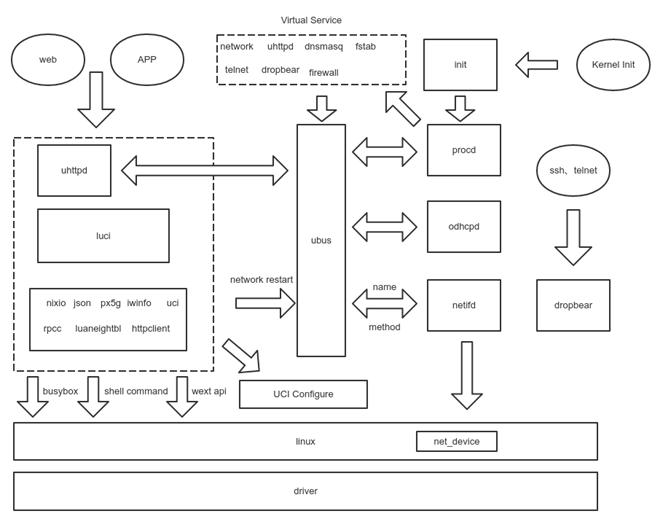 Virtual Service
web
APP
network uhttpd dnsmasq fstab
telnet dropbear firewall
init
Kernel Init
uhttpd
procd
ssh、telnet
luci
ubus
odhcpd
network restart
name
method
netifd
dropbear
nixio json px5g iwinfo uci
rpcc luaneightbl httpclient
busybox
shell command
wext api
UCI Configure
linux
net_device
driver